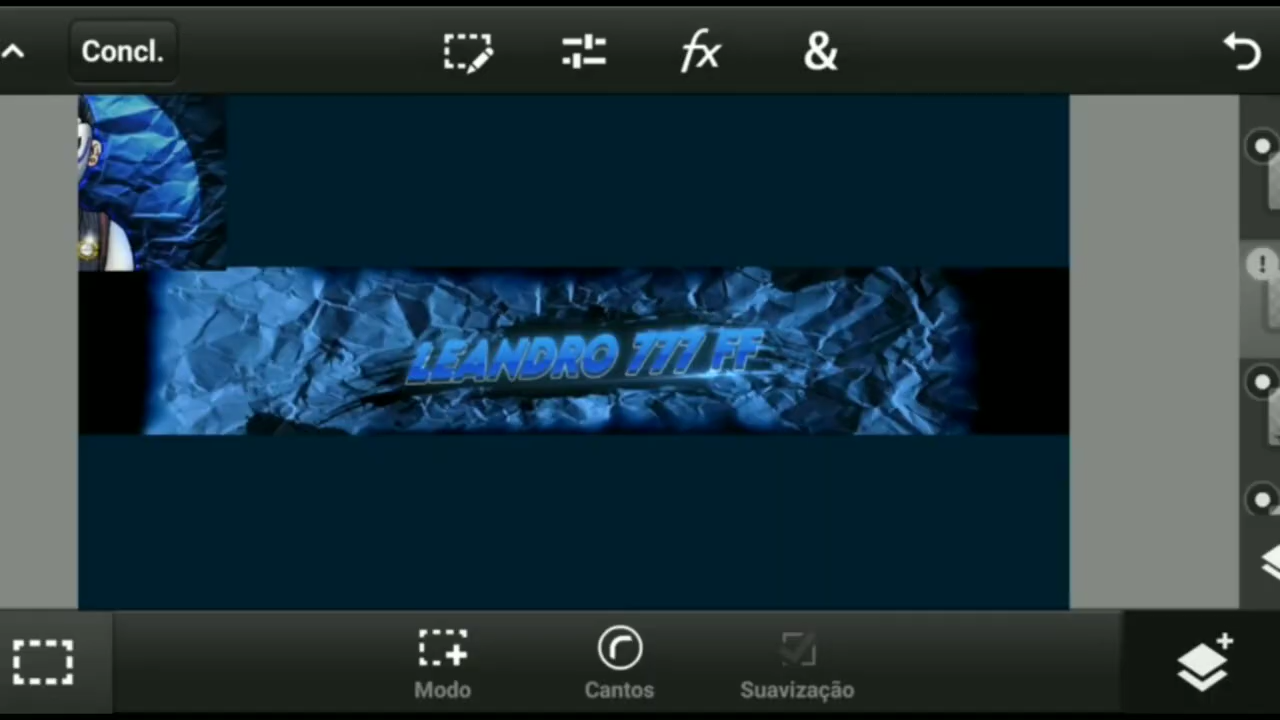 Concl.
fx
&
LEANDRO 777 FF
Modo
Cantos
Suavização